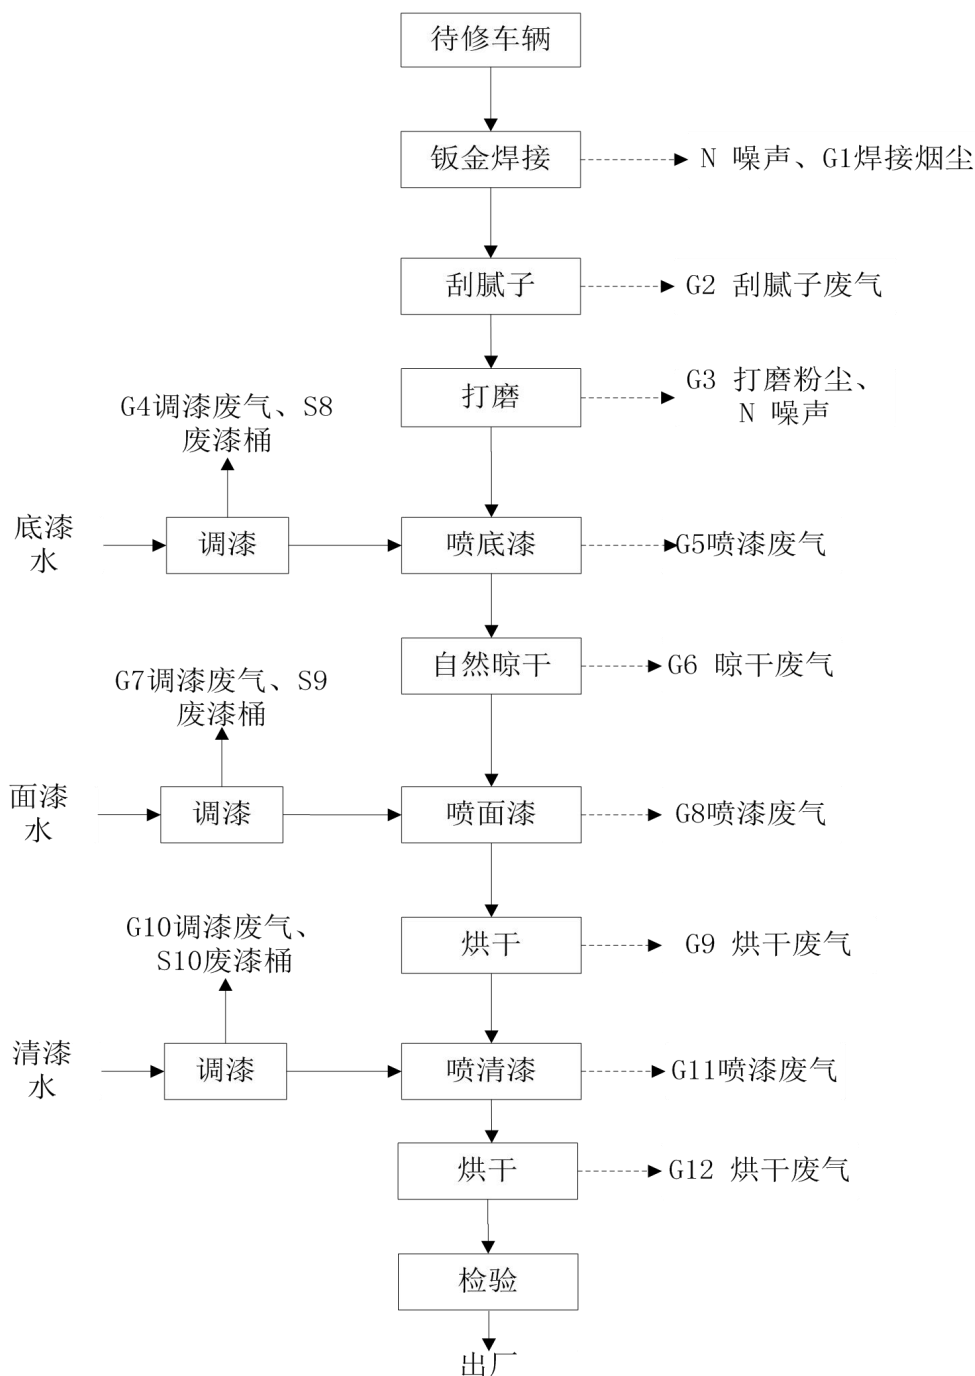 待修车辆
钣金焊接
N 噪声、G1焊接烟尘
刮腻子
G2 刮腻子废气
打磨
G3 打磨粉尘、
N 噪声
G4调漆废气、S8
废漆桶
底漆
水
调漆
喷底漆
G5喷漆废气
自然晾干
G6 晾干废气
G7调漆废气、S9
废漆桶
面漆
水
调漆
喷面漆
G8喷漆废气
烘干
G9 烘干废气
G10调漆废气、
S10废漆桶
清漆
水
调漆
喷清漆
G11喷漆废气
烘干
G12 烘干废气
检验
出厂